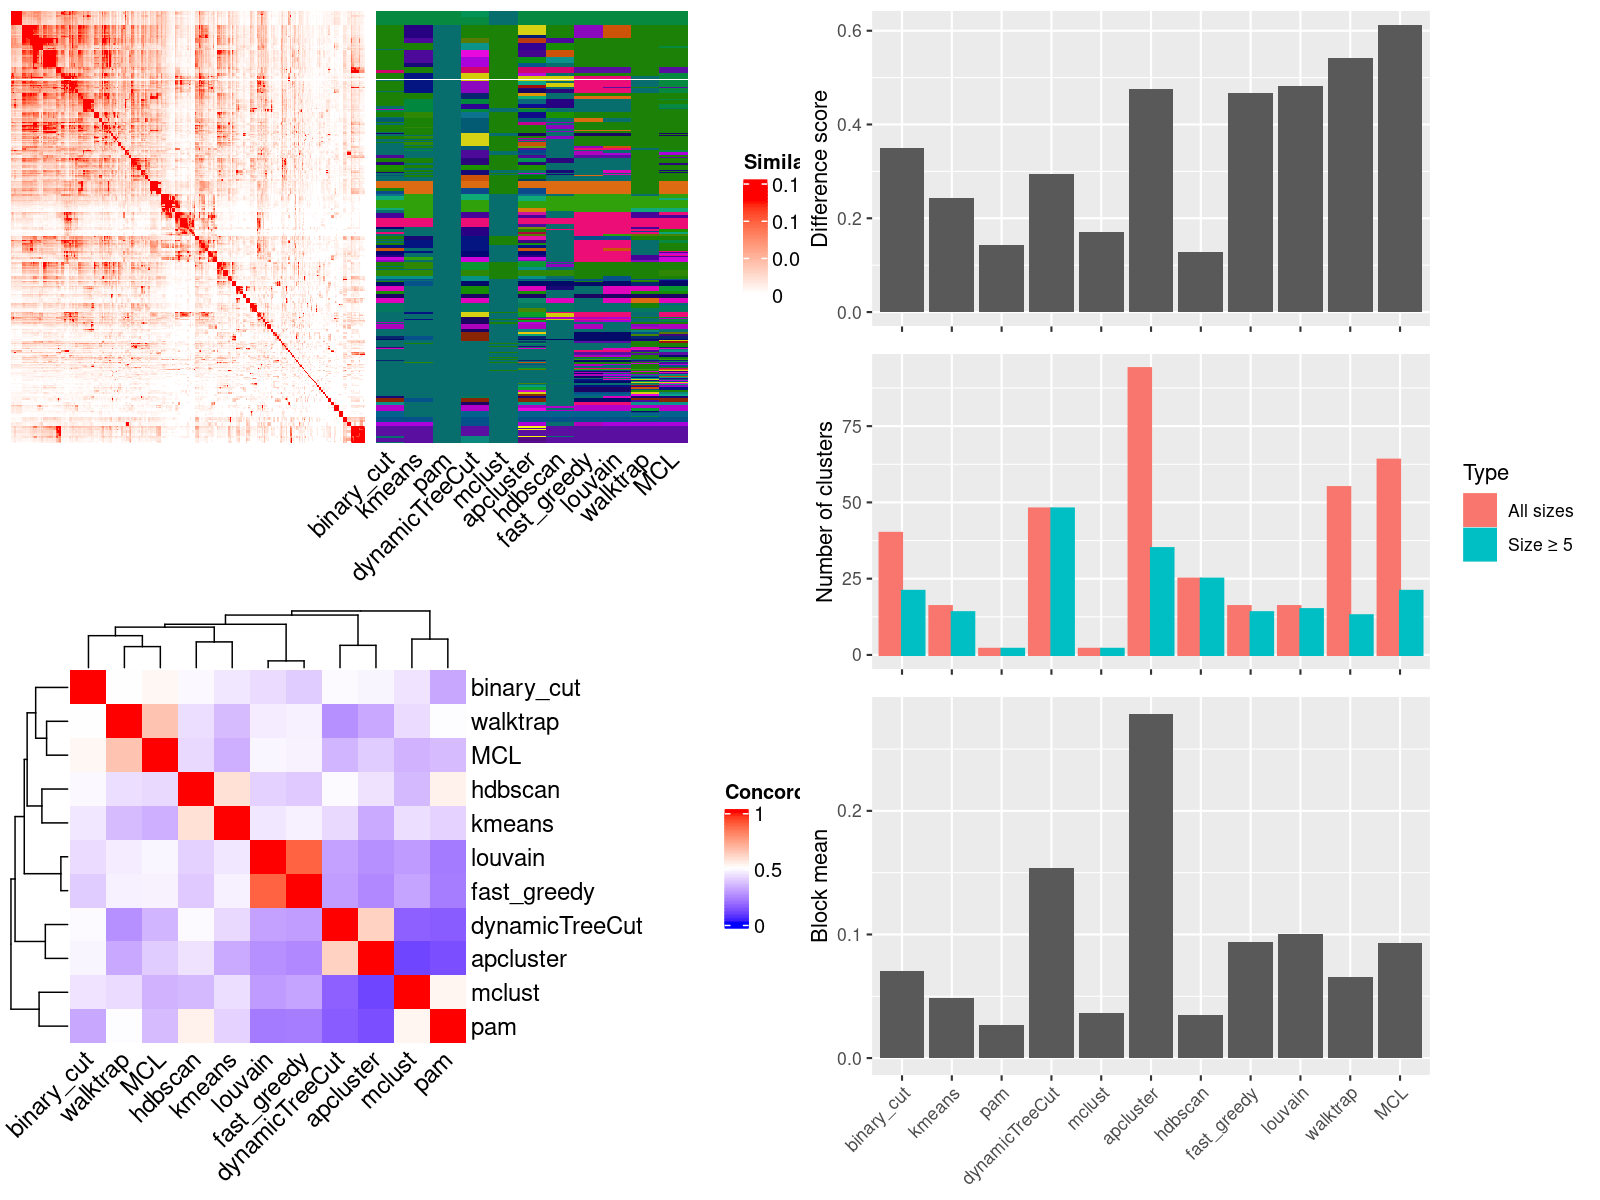 Simila
0.1
0.1
0.0
0
binary_cut
kmeans
pam
dynamicTreeCut
mclust
apcluster
hdbscan
fast_greedy
louvain
walktrap
MCL
binary_cut
walktrap
MCL
hdbscan
kmeans
louvain
fast_greedy
dynamicTreeCut
apcluster
mclust
pam
Concord
1
0.5
0
binary_cut
walktrap
MCL
hdbscan
kmeans
louvain
fast_greedy
dynamicTreeCut
apcluster
mclust
pam
Difference score
0.6
0.4
0.2
0.0
Number of clusters
75
50
25
0
Type
All sizes
Size ≥ 5
Block mean
0.2
0.1
0.0
binary_cut
kmeans
pam
dynamicTreeCut
mclust
apcluster
hdbscan
fast_greedy
louvain
walktrap
MCL